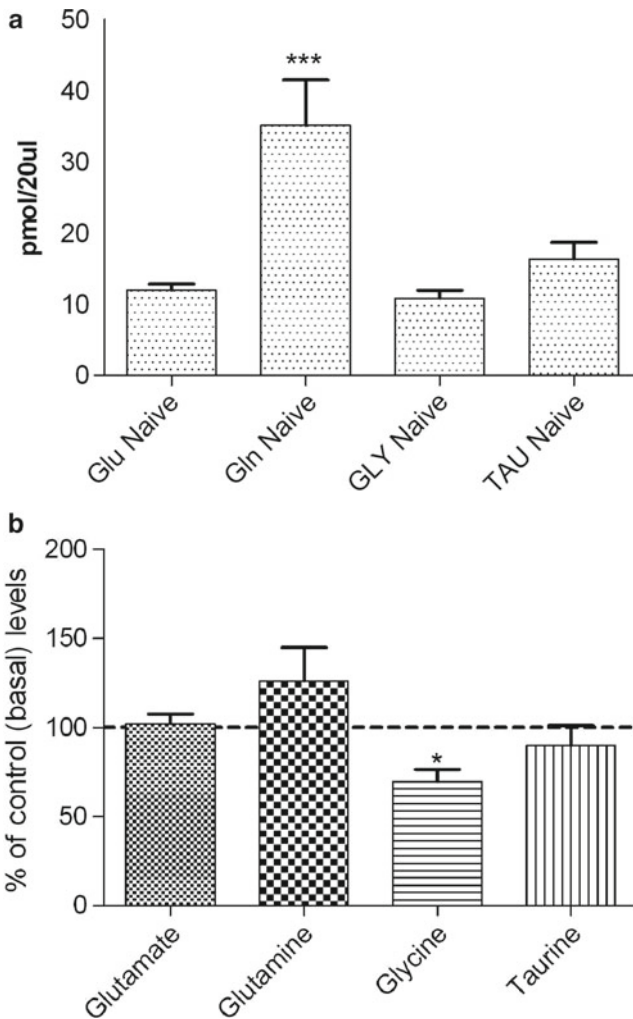 a
pmol/20ul
50
40
30
20
10
0
***
Glu Naive
Gln Naive
GLY Naive
TAU Naive
b
% of control (basal) levels
200
150
100
50
0
*
Glutamate
Glutamine
Glycine
Taurine